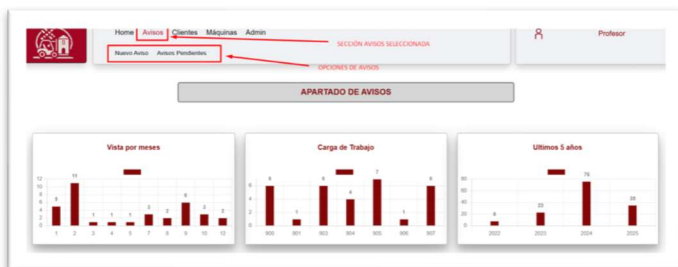 Home Avisos Clientes Máquinas Admin
Profesor
SECCIÓN AVISOS SELECCIONADA
Nuevo Aviso Avisos Pendientes
OPCIONES DE AVISOS
APARTADO DE AVISOS
Vista por meses
12
10
8
6
4
2
0
11
1 1 1 3 2 6 3 2
1 2 3 4 5 7 8 9 10 12
Carga de Trabajo
6
4
2
0
6 1 6 4 7 1 6
900 901 903 904 905 906 907
Ultimos 5 años
80
60
40
20
0
23 76 35
2022 2023 2024 2025